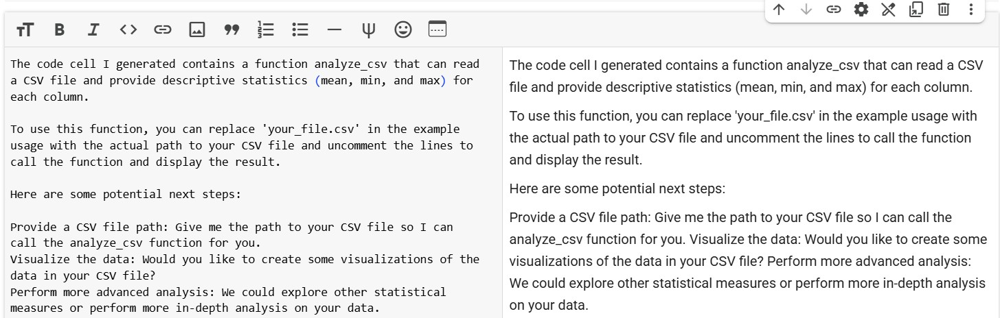 The code cell I generated contains a function analyze_csv that can read
a CSV file and provide descriptive statistics (mean, min, and max) for
each column.
To use this function, you can replace 'your_file.csv' in the example
usage with the actual path to your CSV file and uncomment the lines to
call the function and display the result.
Here are some potential next steps:
Provide a CSV file path: Give me the path to your CSV file so I can
call the analyze_csv function for you.
Visualize the data: Would you like to create some visualizations of the
data in your CSV file?
Perform more advanced analysis: We could explore other statistical
measures or perform more in-depth analysis on your data.
The code cell I generated contains a function analyze_csv that can read a CSV
file and provide descriptive statistics (mean, min, and max) for each column.
To use this function, you can replace 'your_file.csv' in the example usage with
the actual path to your CSV file and uncomment the lines to call the function
and display the result.
Here are some potential next steps:
Provide a CSV file path: Give me the path to your CSV file so I can call the
analyze_csv function for you. Visualize the data: Would you like to create some
visualizations of the data in your CSV file? Perform more advanced analysis:
We could explore other statistical measures or perform more in-depth analysis
on your data.